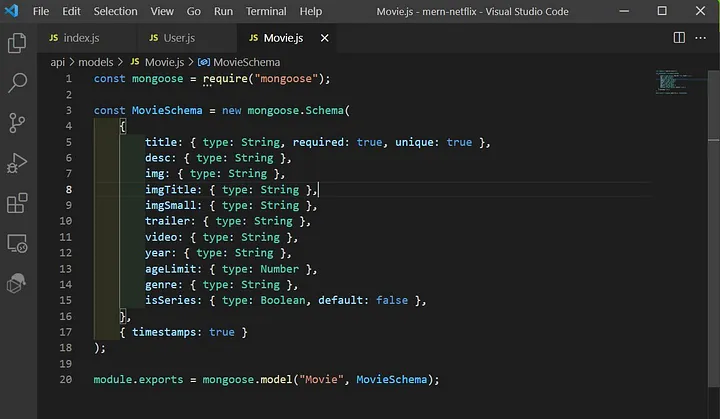 File Edit Selection View Go Run Terminal Help Movie.js - mern-netflix - Visual Studio Code
JS index.js JS User.js JS Movie.js
api > models > JS Movie.js > MovieSchema
1 const mongoose = require("mongoose");
2
3 const MovieSchema = new mongoose.Schema(
4 {
5 title: { type: String, required: true, unique: true },
6 desc: { type: String },
7 img: { type: String },
8 imgTitle: { type: String },
9 imgSmall: { type: String },
10 trailer: { type: String },
11 video: { type: String },
12 year: { type: String },
13 ageLimit: { type: Number },
14 genre: { type: String },
15 isSeries: { type: Boolean, default: false },
16 },
17 { timestamps: true }
18 );
19
20 module.exports = mongoose.model("Movie", MovieSchema);